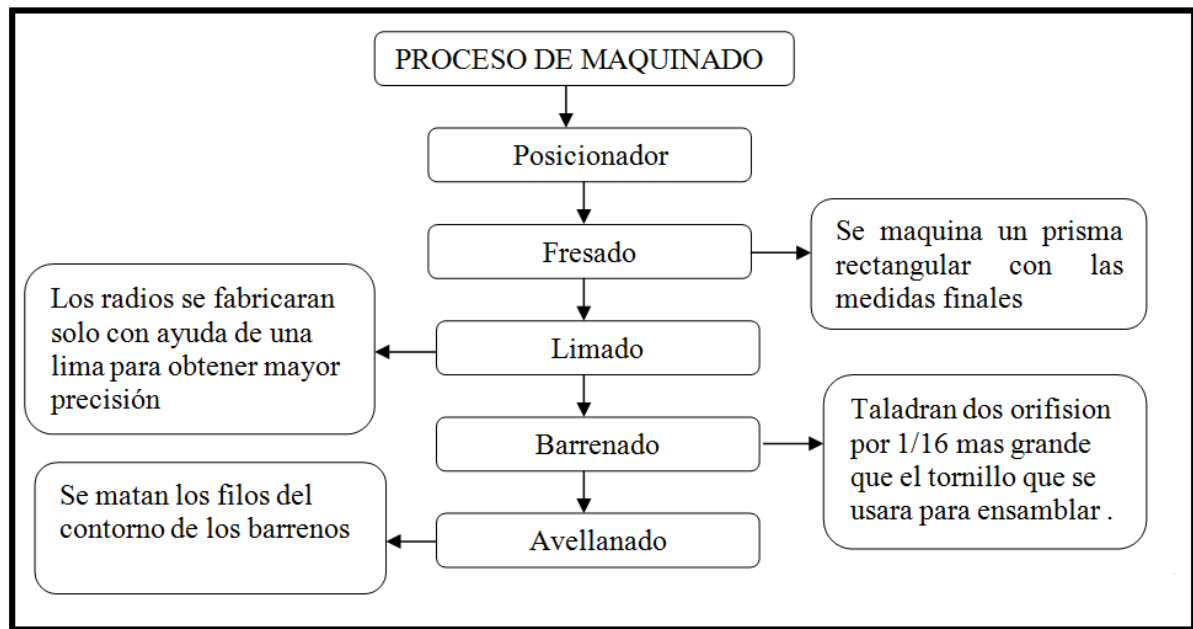 PROCESO DE MAQUINADO
Posicionador
Fresado
Se maquina un prisma
rectangular con las
medidas finales
Los radios se fabricaran
solo con ayuda de una
lima para obtener mayor
precisión
Limado
Barrenado
Taladran dos orifision
por 1/16 mas grande
que el tornillo que se
usara para ensamblar .
Se matan los filos del
contorno de los barrenos
Avellanado